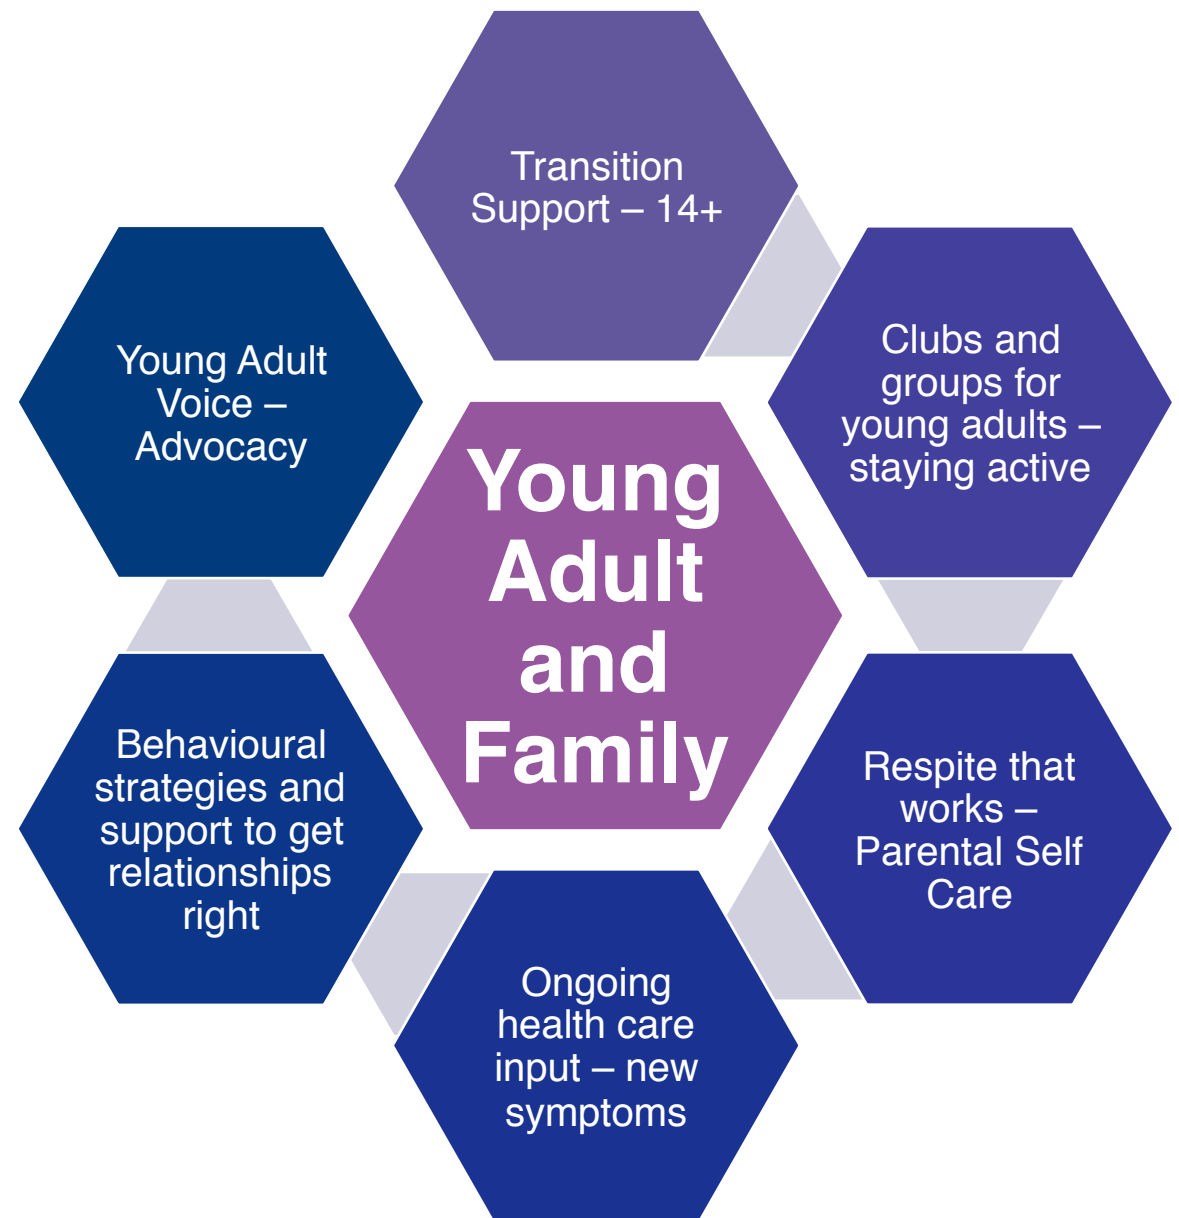 Transition
Support – 14+
Clubs and
groups for
young adults –
staying active
Respite that
works –
Parental Self
Care
Ongoing
health care
input – new
symptoms
Behavioural
strategies and
support to get
relationships
right
Young Adult
Voice –
Advocacy
Young
Adult
and
Family